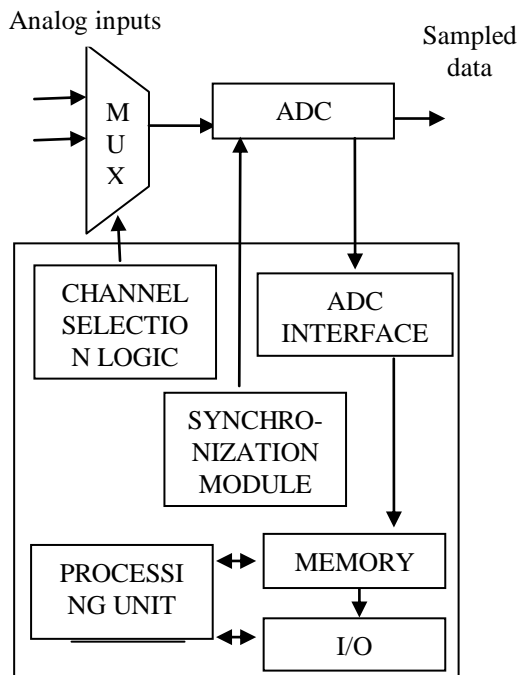 Analog inputs
Sampled
data
M
U
X
ADC
CHANNEL
SELECTIO
N LOGIC
ADC
INTERFACE
SYNCHRO-
NIZATION
MODULE
PROCESSI
NG UNIT
MEMORY
I/O